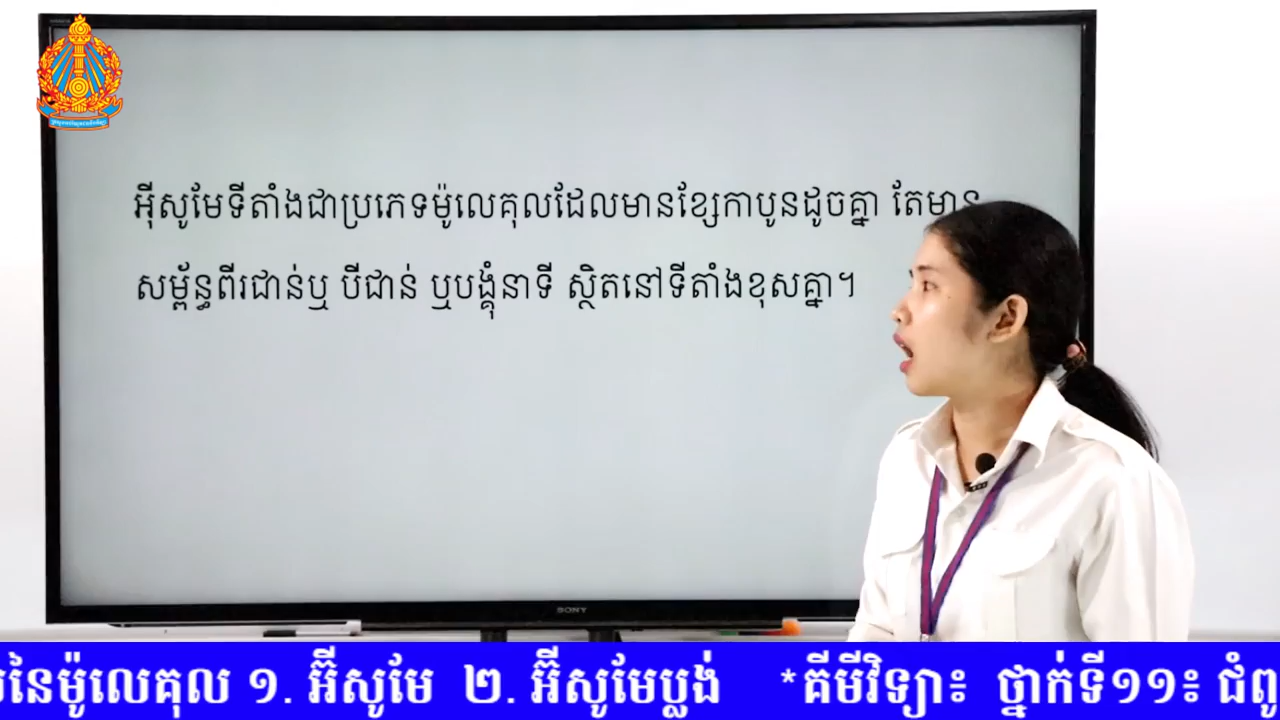 អ៊ីសូមែទីតាំងជាប្រភេទម៉ូលេគុលដែលមានខ្សែកាបូនដូចគ្នា តែមាន
សម្ព័ន្ធពីរជាន់ឬ បីជាន់ ឬបង្គុំនាទី ស្ថិតនៅទីតាំងខុសគ្នា។
SONY
នៃម៉ូលេគុល ១. អ៊ីសូមែ ២. អ៊ីសូមែប្លង់ *គីមីវិទ្យា៖ ថ្នាក់ទី១១៖ ជំពូ